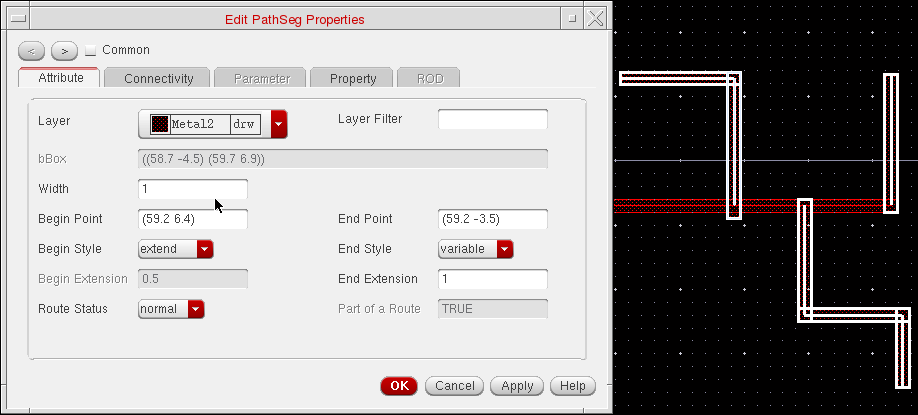 Edit PathSeg Properties
< > Common
Attribute Connectivity Parameter Property ROD
Layer Metal2 drw Layer Filter
bBox ((58.7 -4.5) (59.7 6.9))
Width 1
Begin Point (59.2 6.4) End Point (59.2 -3.5)
Begin Style extend End Style variable
Begin Extension 0.5 End Extension 1
Route Status normal Part of a Route TRUE
OK Cancel Apply Help